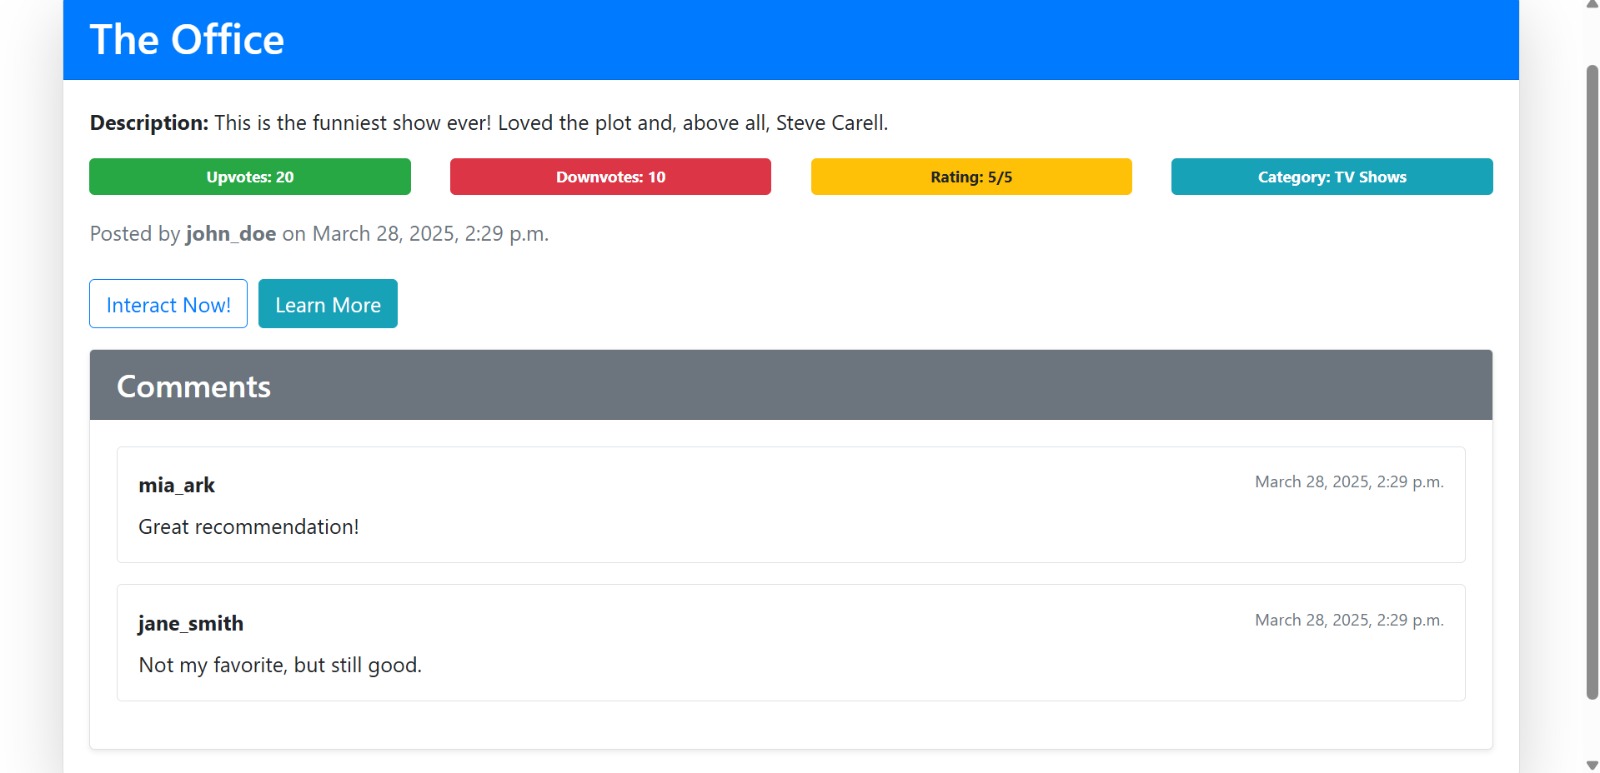 The Office
Description: This is the funniest show ever! Loved the plot and, above all, Steve Carell.
Upvotes: 20
Downvotes: 10
Rating: 5/5
Category: TV Shows
Posted by john_doe on March 28, 2025, 2:29 p.m.
Interact Now!
Learn More
Comments
mia_ark
March 28, 2025, 2:29 p.m.
Great recommendation!
jane_smith
March 28, 2025, 2:29 p.m.
Not my favorite, but still good.